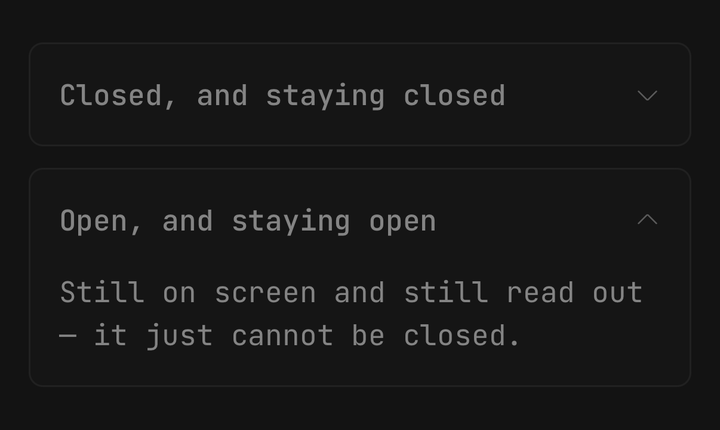 Closed, and staying closed
Open, and staying open
Still on screen and still read out
— it just cannot be closed.